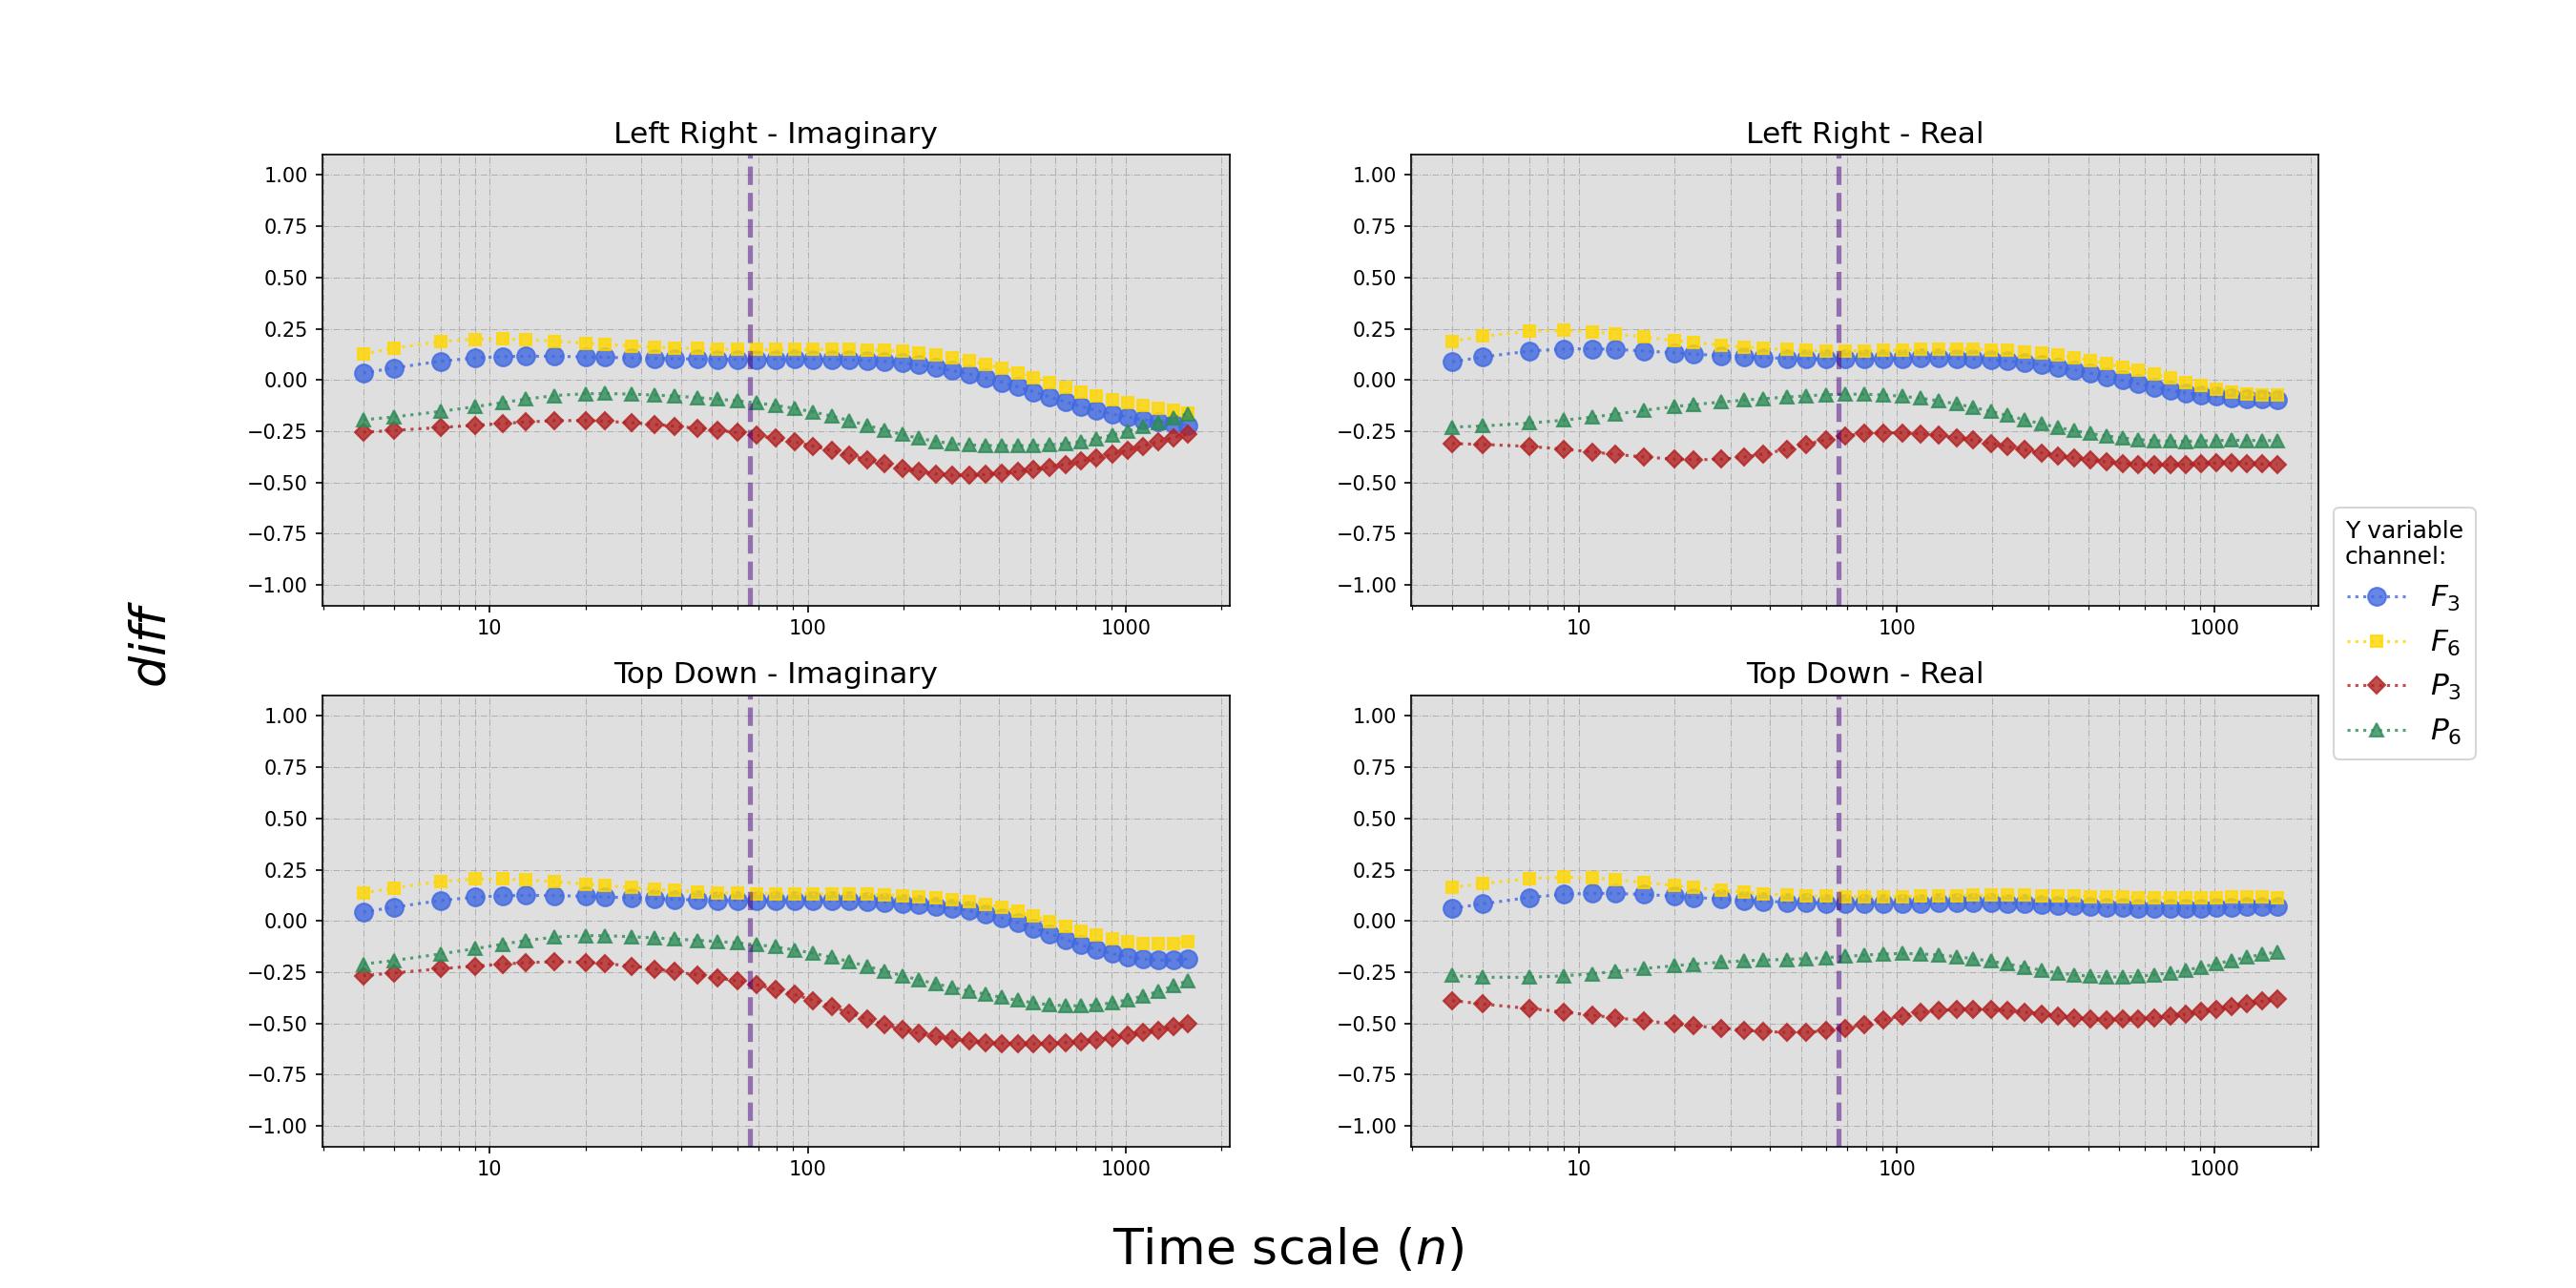 Left Right - Imaginary
1.00
0.75
0.50
0.25
0.00
−0.25
−0.50
−0.75
−1.00
10 100 1000
Left Right - Real
1.00
0.75
0.50
0.25
0.00
−0.25
−0.50
−0.75
−1.00
10 100 1000
Top Down - Imaginary
1.00
0.75
0.50
0.25
0.00
−0.25
−0.50
−0.75
−1.00
10 100 1000
Top Down - Real
1.00
0.75
0.50
0.25
0.00
−0.25
−0.50
−0.75
−1.00
10 100 1000
Y variable
channel:
F3
F6
P3
P6
diff
Time scale (n)